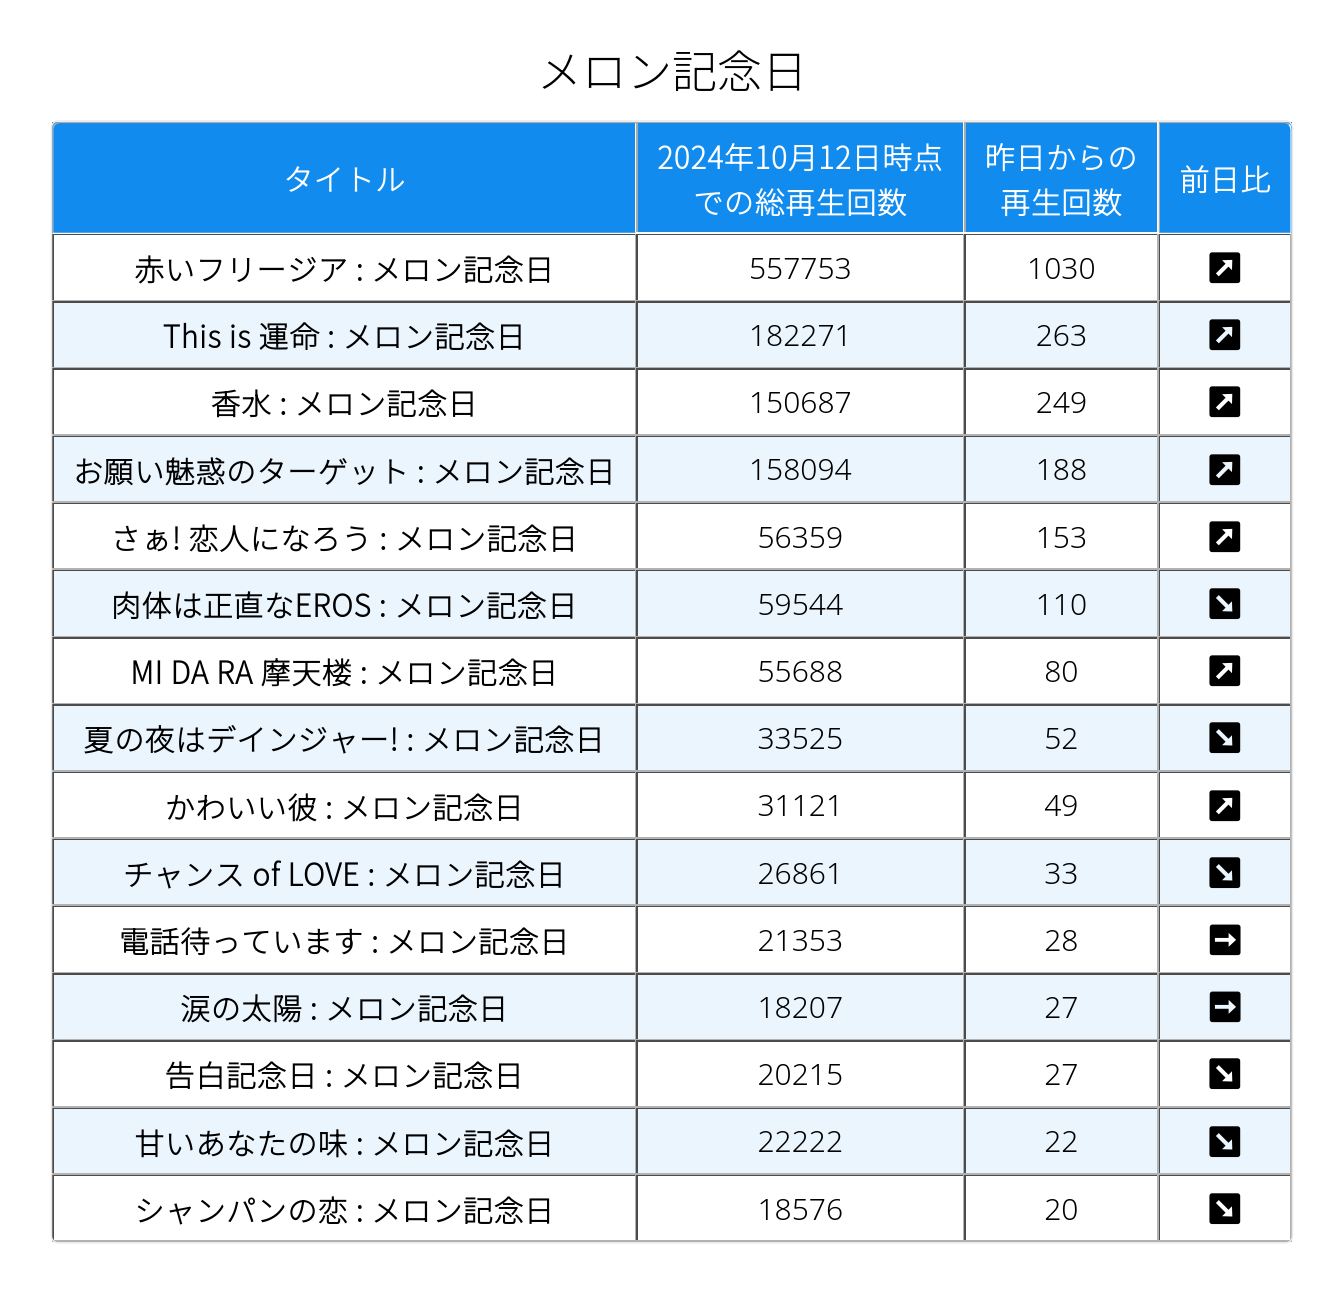 メロン記念日
タイトル
2024年10月12日時点
での総再生回数
昨日からの
再生回数
前日比
赤いフリージア : メロン記念日 557753 1030 ↗
This is 運命 : メロン記念日 182271 263 ↗
香水 : メロン記念日 150687 249 ↗
お願い魅惑のターゲット : メロン記念日 158094 188 ↗
さぁ! 恋人になろう : メロン記念日 56359 153 ↗
肉体は正直なEROS : メロン記念日 59544 110 ↘
MI DA RA 摩天楼 : メロン記念日 55688 80 ↗
夏の夜はデインジャー! : メロン記念日 33525 52 ↘
かわいい彼 : メロン記念日 31121 49 ↗
チャンス of LOVE : メロン記念日 26861 33 ↘
電話待っています : メロン記念日 21353 28 →
涙の太陽 : メロン記念日 18207 27 →
告白記念日 : メロン記念日 20215 27 ↘
甘いあなたの味 : メロン記念日 22222 22 ↘
シャンパンの恋 : メロン記念日 18576 20 ↘